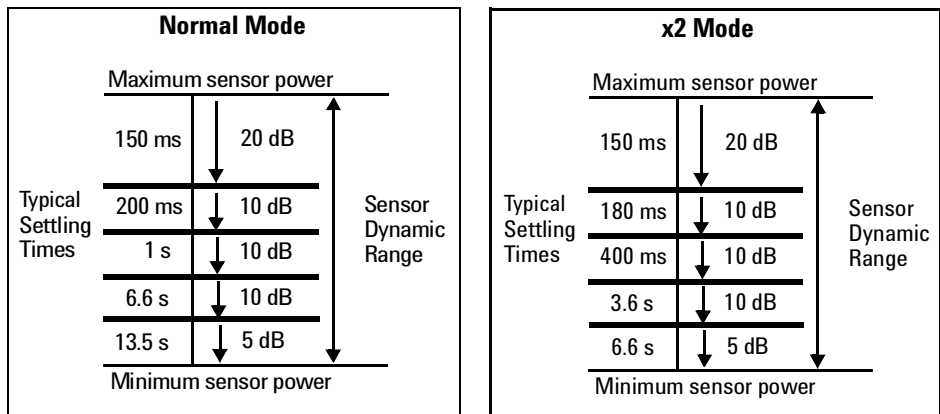 Normal Mode
Maximum sensor power
150 ms 20 dB
200 ms 10 dB
1 s 10 dB
6.6 s 10 dB
13.5 s 5 dB
Typical
Settling
Times
Sensor
Dynamic
Range
Minimum sensor power
x2 Mode
Maximum sensor power
150 ms 20 dB
180 ms 10 dB
400 ms 10 dB
3.6 s 10 dB
6.6 s 5 dB
Typical
Settling
Times
Sensor
Dynamic
Range
Minimum sensor power